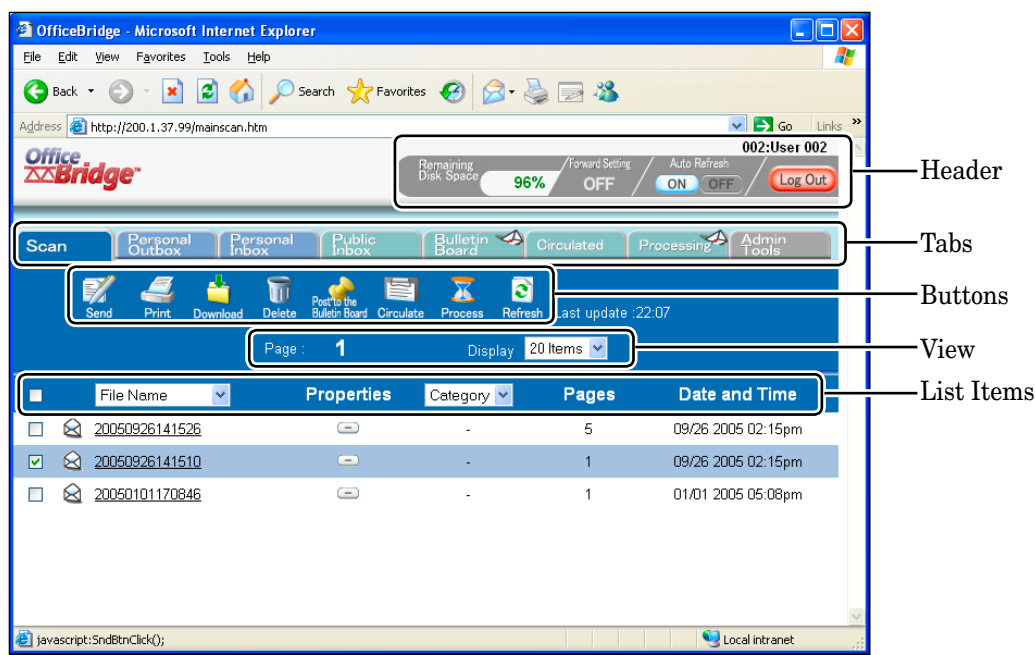 OfficeBridge - Microsoft Internet Explorer
File Edit View Favorites Tools Help
Back Search Favorites
Address http://200.1.37.99/mainscan.htm Go Links »
Office
Bridge
002:User 002
Remaining
Disk Space 96%
Forward Setting
OFF
Auto Refresh
ON OFF
Log Out
Header
Scan
Personal
Outbox
Personal
Inbox
Public
Inbox
Bulletin
Board
Circulated
Processing
Admin
Tools
Tabs
Send
Print
Download
Delete
Post to the
Bulletin Board
Circulate
Process
Refresh
Last update :22:07
Buttons
Page : 1 Display 20 Items
View
File Name Properties Category Pages Date and Time
List Items
20050926141526 - 5 09/26 2005 02:15pm
20050926141510 - 1 09/26 2005 02:15pm
20050101170846 - 1 01/01 2005 05:08pm
javascript:SndBtnClick(); Local intranet